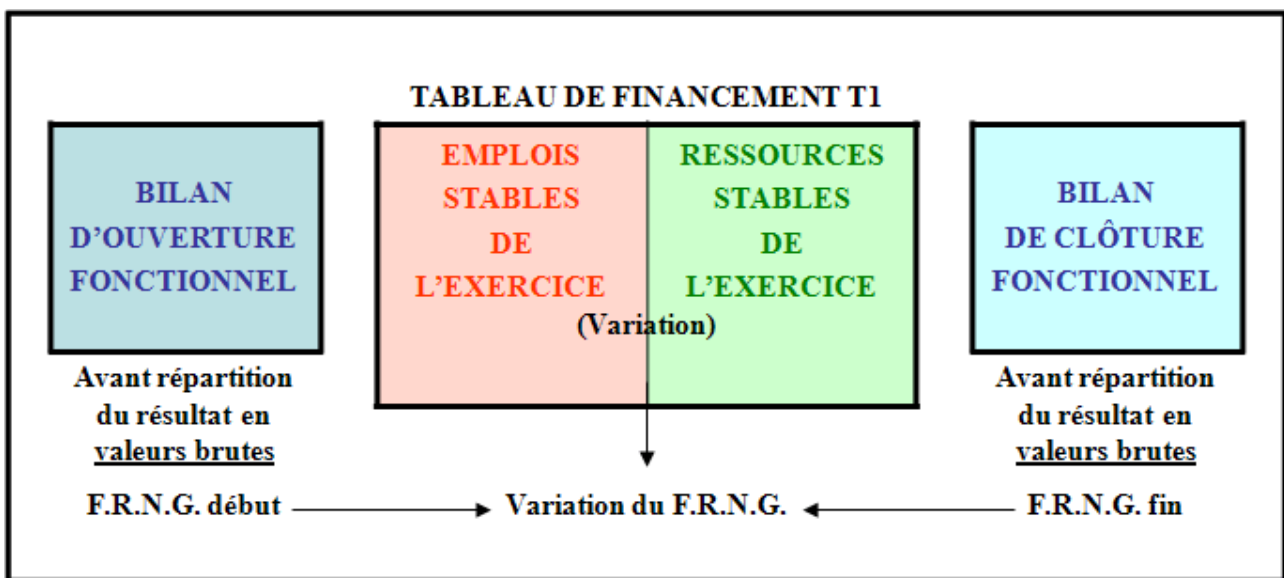 TABLEAU DE FINANCEMENT T1
BILAN
D'OUVERTURE
FONCTIONNEL
Avant répartition
du résultat en
valeurs brutes
EMPLOIS
STABLES
DE
L'EXERCICE
RESSOURCES
STABLES
DE
L'EXERCICE
(Variation)
BILAN
DE CLÔTURE
FONCTIONNEL
Avant répartition
du résultat en
valeurs brutes
F.R.N.G. début
Variation du F.R.N.G.
F.R.N.G. fin